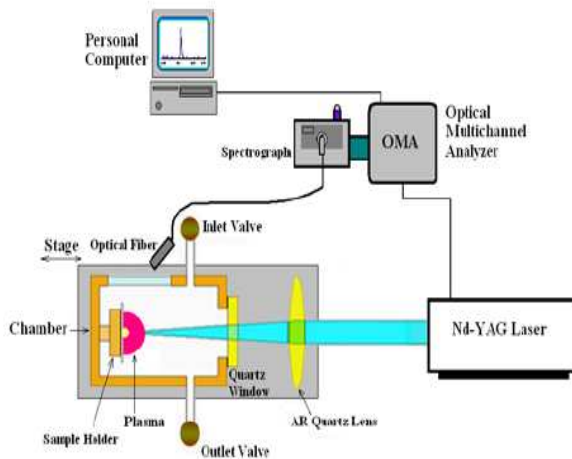 Personal
Computer
Optical
Multichannel
Analyzer
OMA
Spectrograph
Inlet Valve
Optical Fiber
Stage
Chamber
Nd-YAG Laser
Quartz
Window
Plasma
AR Quartz Lens
Sample Holder
Outlet Valve